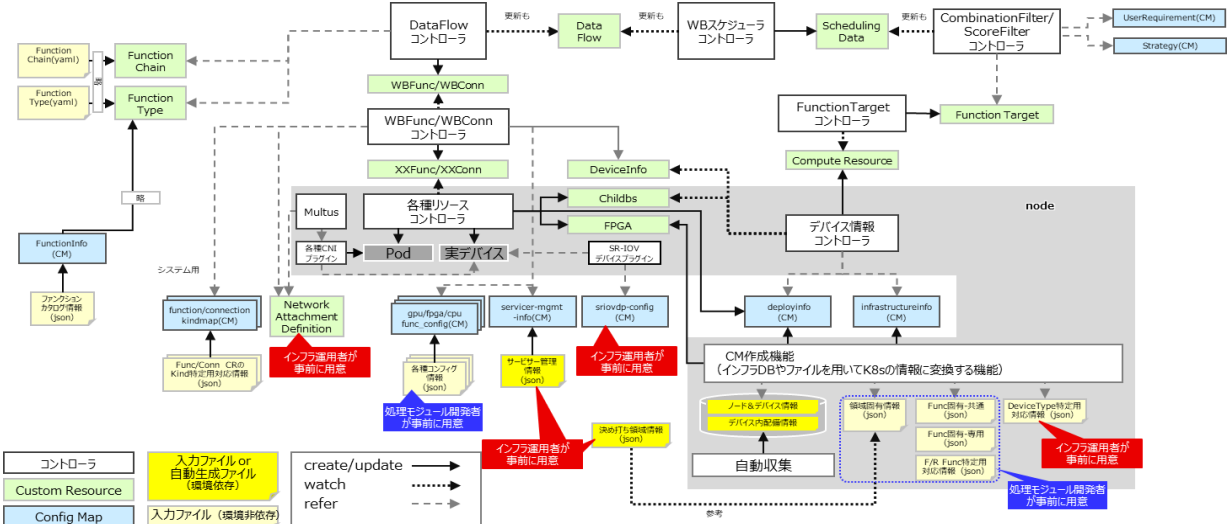 DataFlow
コントローラ
更新も
Data
Flow
更新も
WBスケジューラ
コントローラ
Scheduling
Data
更新も
CombinationFilter/
ScoreFilter
コントローラ
UserRequirement(CM)
Strategy(CM)
Function
Chain(yaml)
Function
Chain
略
Function
Type(yaml)
Function
Type
WBFunc/WBConn
WBFunc/WBConn
コントローラ
XXFunc/XXConn
FunctionTarget
コントローラ
Function Target
Compute Resource
DeviceInfo
Childbs
FPGA
node
略
Multus
各種リソース
コントローラ
デバイス情報
コントローラ
FunctionInfo
(CM)
各種CNI
プラグイン
Pod
実デバイス
SR-IOV
デバイスプラグイン
システム用
ファンクション
カタログ情報
(json)
function/connection
kindmap(CM)
Network
Attachment
Definition
gpu/fpga/cpu
func_config(CM)
servicer-mgmt
-info(CM)
sriovdp-config
(CM)
deployinfo
(CM)
infrastructureinfo
(CM)
Func/Conn CRの
Kind特定用対応情報
(json)
インフラ運用者が
事前に用意
各種コンフィグ
情報
(json)
サービサー管理
情報
(json)
インフラ運用者が
事前に用意
CM作成機能
(インフラDBやファイルを用いてK8sの情報に変換する機能)
処理モジュール開発者
が事前に用意
ノード&デバイス情報
デバイス内配備情報
領域固有情報
(json)
Func固有-共通
(json)
DeviceType特定用
対応情報(json)
決め打ち領域情報
(json)
インフラ運用者が
事前に用意
Func固有-専用
(json)
インフラ運用者が
事前に用意
自動収集
F/R Func特定用
対応情報(json)
処理モジュール開発者
が事前に用意
参考
コントローラ
Custom Resource
Config Map
入力ファイル or
自動生成ファイル
(環境依存)
入力ファイル(環境非依存)
create/update
watch
refer